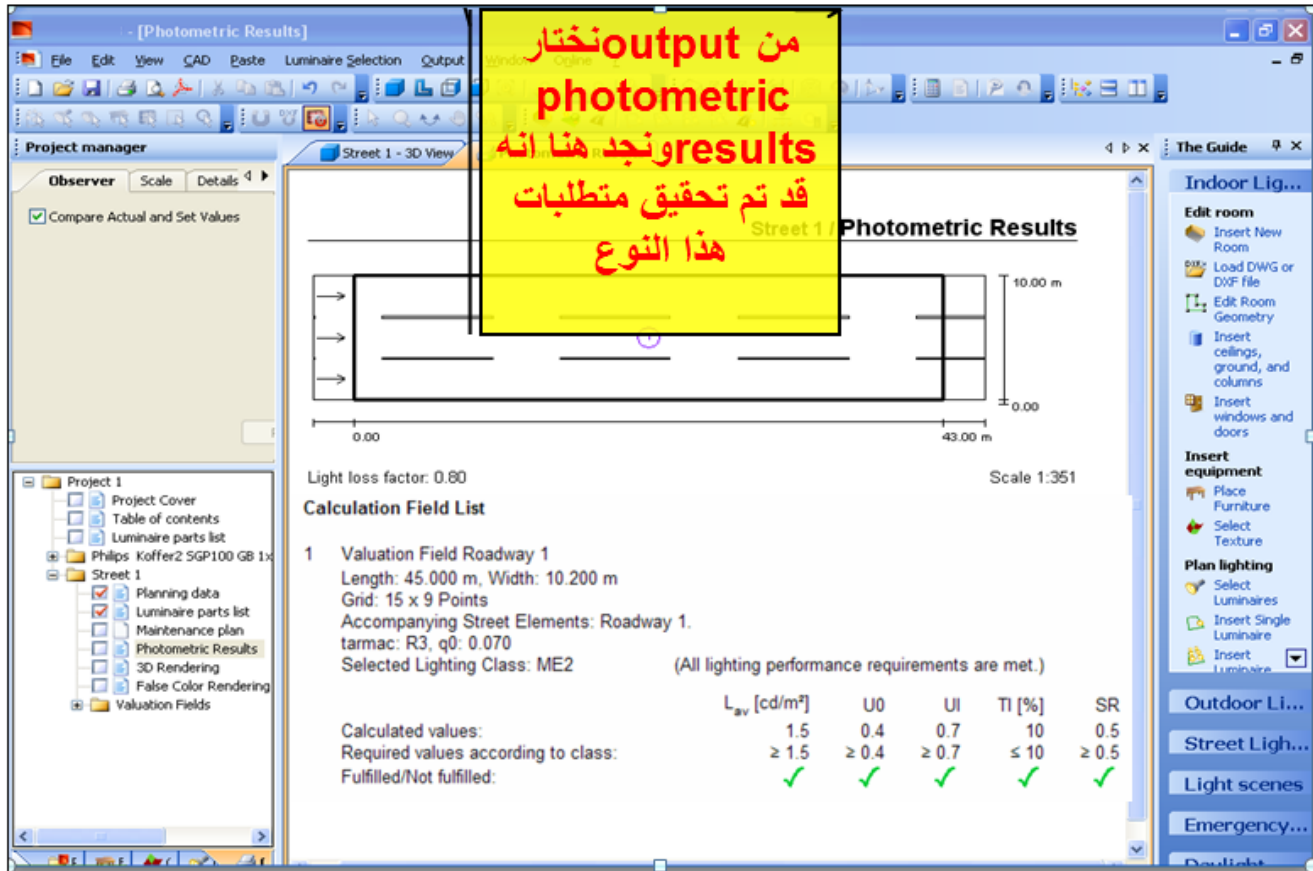 - [Photometric Results]
File Edit View CAD Paste Luminaire Selection Output Window Online
من output نختار
photometric
results ونجد هنا انه
قد تم تحقيق متطلبات
هذا النوع
Project manager
Observer Scale Details
Compare Actual and Set Values
Project 1
Project Cover
Table of contents
Luminaire parts list
Philips Koffer2 SGP100 GB 1x
Street 1
Planning data
Luminaire parts list
Maintenance plan
Photometric Results
3D Rendering
False Color Rendering
Valuation Fields
Street 1 - 3D View
Street 1 / Photometric Results
10.00 m
0.00
0.00 43.00 m
Light loss factor: 0.80 Scale 1:351
Calculation Field List
1 Valuation Field Roadway 1
Length: 45.000 m, Width: 10.200 m
Grid: 15 x 9 Points
Accompanying Street Elements: Roadway 1.
tarmac: R3, q0: 0.070
Selected Lighting Class: ME2 (All lighting performance requirements are met.)
Lav [cd/m²] U0 UI TI [%] SR
Calculated values: 1.5 0.4 0.7 10 0.5
Required values according to class: ≥ 1.5 ≥ 0.4 ≥ 0.7 ≤ 10 ≥ 0.5
Fulfilled/Not fulfilled: ✓ ✓ ✓ ✓ ✓
The Guide
Indoor Lig...
Edit room
Insert New
Room
Load DWG or
DXF file
Edit Room
Geometry
Insert
ceilings,
ground, and
columns
Insert
windows and
doors
Insert
equipment
Place
Furniture
Select
Texture
Plan lighting
Select
Luminaires
Insert Single
Luminaire
Insert
Luminaire
Outdoor Li...
Street Ligh...
Light scenes
Emergency...
Daylight